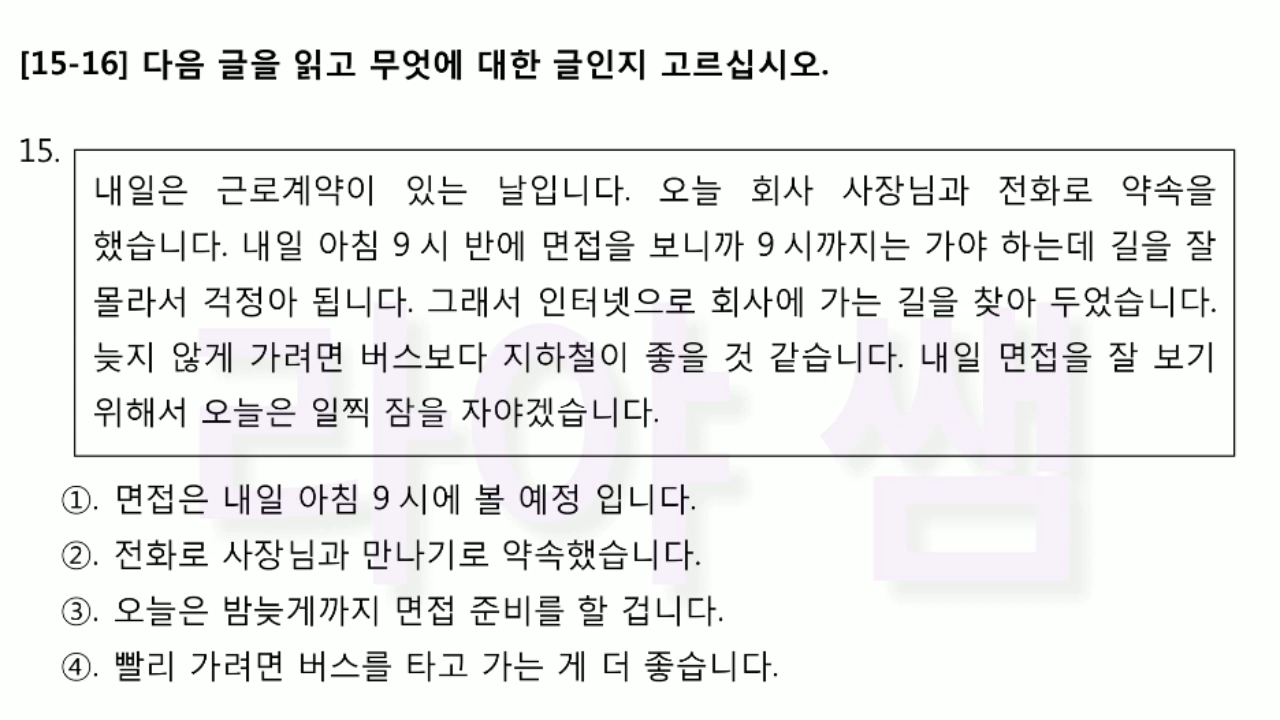 [15-16] 다음 글을 읽고 무엇에 대한 글인지 고르십시오.
15.
내일은 근로계약이 있는 날입니다. 오늘 회사 사장님과 전화로 약속을
했습니다. 내일 아침 9시 반에 면접을 보니까 9시까지는 가야 하는데 길을 잘
몰라서 걱정아 됩니다. 그래서 인터넷으로 회사에 가는 길을 찾아 두었습니다.
늦지 않게 가려면 버스보다 지하철이 좋을 것 같습니다. 내일 면접을 잘 보기
위해서 오늘은 일찍 잠을 자야겠습니다.
①. 면접은 내일 아침 9시에 볼 예정 입니다.
②. 전화로 사장님과 만나기로 약속했습니다.
③. 오늘은 밤늦게까지 면접 준비를 할 겁니다.
④. 빨리 가려면 버스를 타고 가는 게 더 좋습니다.
라야 쌤